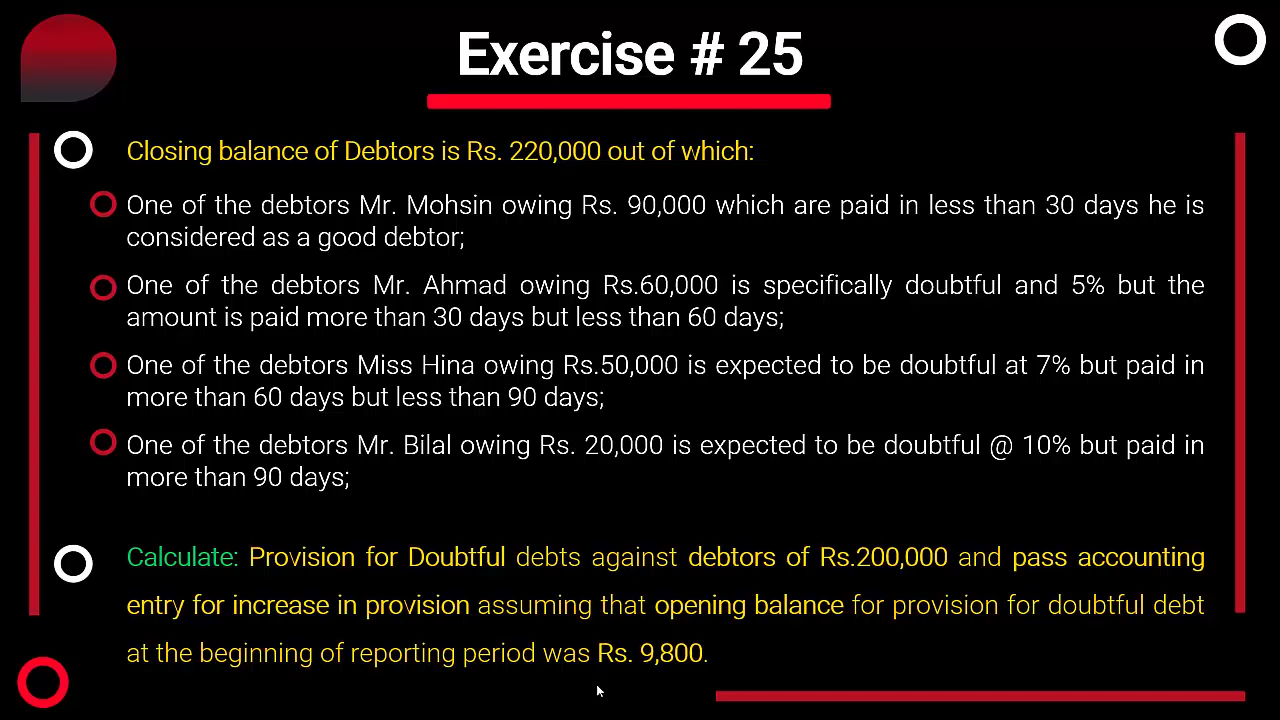 Exercise # 25
Closing balance of Debtors is Rs. 220,000 out of which:
One of the debtors Mr. Mohsin owing Rs. 90,000 which are paid in less than 30 days he is
considered as a good debtor;
One of the debtors Mr. Ahmad owing Rs.60,000 is specifically doubtful and 5% but the
amount is paid more than 30 days but less than 60 days;
One of the debtors Miss Hina owing Rs.50,000 is expected to be doubtful at 7% but paid in
more than 60 days but less than 90 days;
One of the debtors Mr. Bilal owing Rs. 20,000 is expected to be doubtful @ 10% but paid in
more than 90 days;
Calculate: Provision for Doubtful debts against debtors of Rs.200,000 and pass accounting
entry for increase in provision assuming that opening balance for provision for doubtful debt
at the beginning of reporting period was Rs. 9,800.